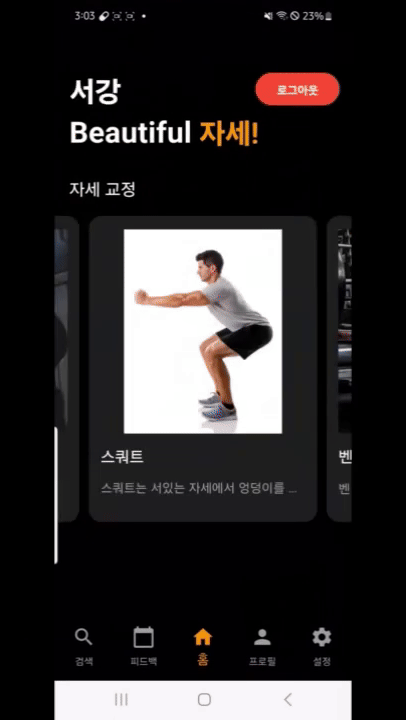 3:03
23%
서강
로그아웃
Beautiful 자세!
자세 교정
스쿼트
스쿼트는 서있는 자세에서 엉덩이를 ...
벤
벤
검색
피드백
홈
프로필
설정